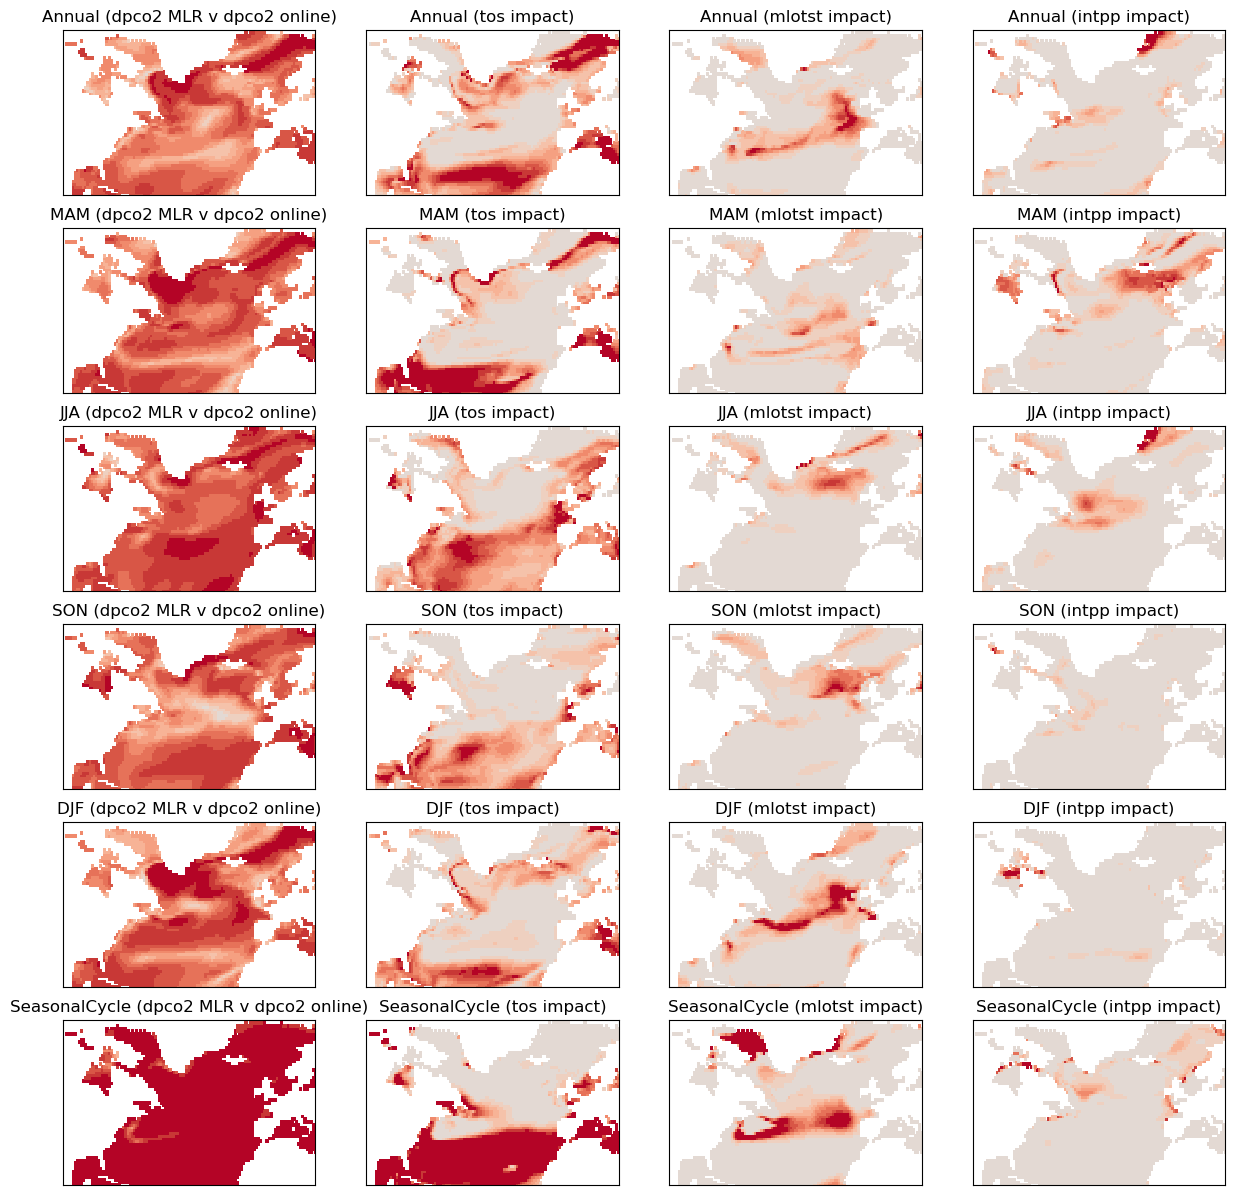 Annual (dpco2 MLR v dpco2 online)
Annual (tos impact)
Annual (mlotst impact)
Annual (intpp impact)
MAM (dpco2 MLR v dpco2 online)
MAM (tos impact)
MAM (mlotst impact)
MAM (intpp impact)
JJA (dpco2 MLR v dpco2 online)
JJA (tos impact)
JJA (mlotst impact)
JJA (intpp impact)
SON (dpco2 MLR v dpco2 online)
SON (tos impact)
SON (mlotst impact)
SON (intpp impact)
DJF (dpco2 MLR v dpco2 online)
DJF (tos impact)
DJF (mlotst impact)
DJF (intpp impact)
SeasonalCycle (dpco2 MLR v dpco2 online)
SeasonalCycle (tos impact)
SeasonalCycle (mlotst impact)
SeasonalCycle (intpp impact)